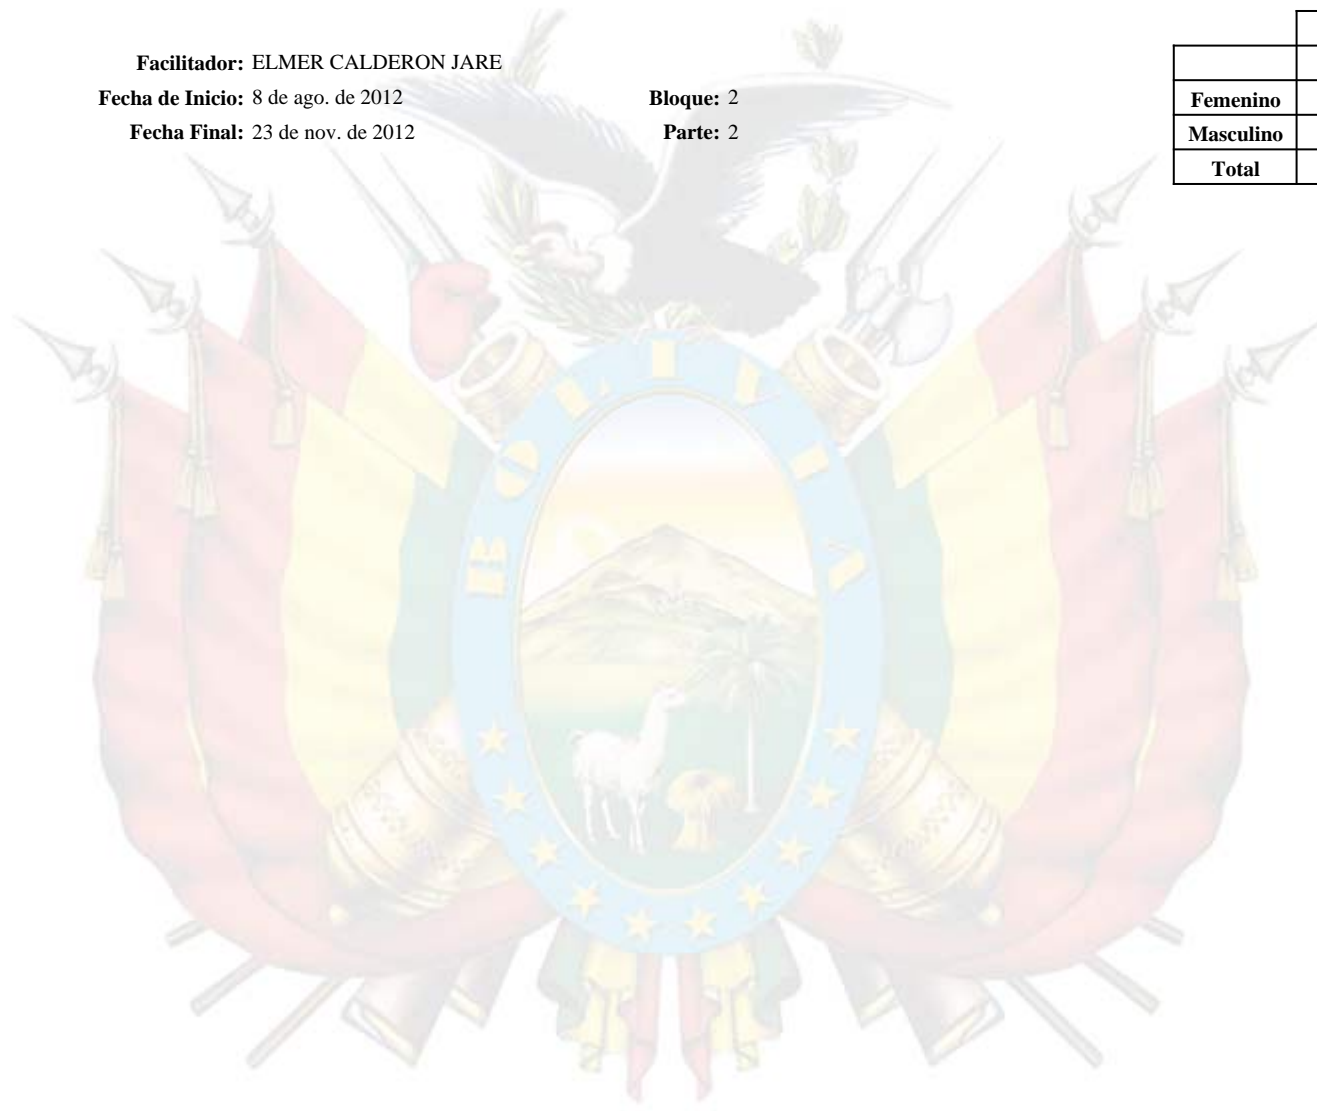 Facilitador: ELMER CALDERON JARE
Fecha de Inicio: 8 de ago. de 2012 Bloque: 2
Fecha Final: 23 de nov. de 2012 Parte: 2
Femenino
Masculino
Total
BOLIVIA